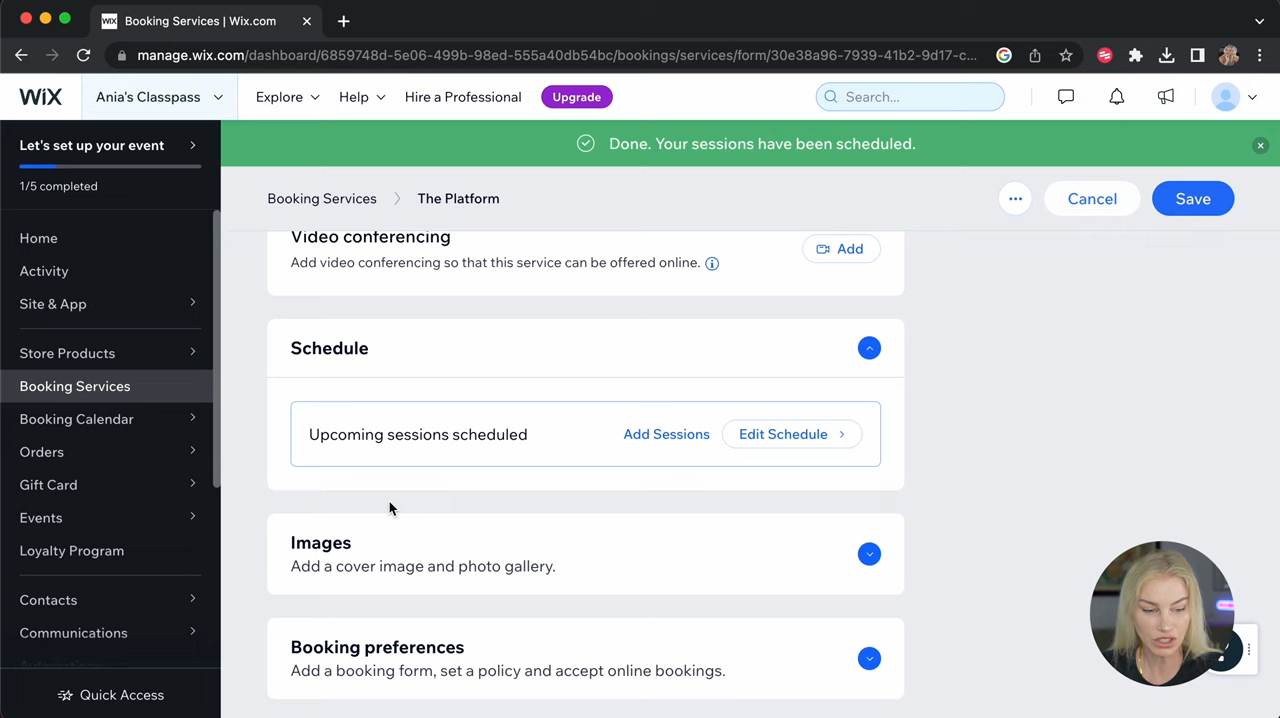 WiX Booking Services | Wix.com
manage.wix.com/dashboard/6859748d-5e06-499b-98ed-555a40db54bc/bookings/services/form/30e38a96-7939-41b2-9d17-c...
WiX
Ania's Classpass
Explore
Help
Hire a Professional
Upgrade
Search...
Let's set up your event
1/5 completed
Done. Your sessions have been scheduled.
Booking Services
The Platform
Cancel
Save
Home
Activity
Site & App
Store Products
Booking Services
Booking Calendar
Orders
Gift Card
Events
Loyalty Program
Contacts
Communications
Automations
Quick Access
Video conferencing
Add video conferencing so that this service can be offered online.
Add
Schedule
Upcoming sessions scheduled
Add Sessions
Edit Schedule
Images
Add a cover image and photo gallery.
Booking preferences
Add a booking form, set a policy and accept online bookings.